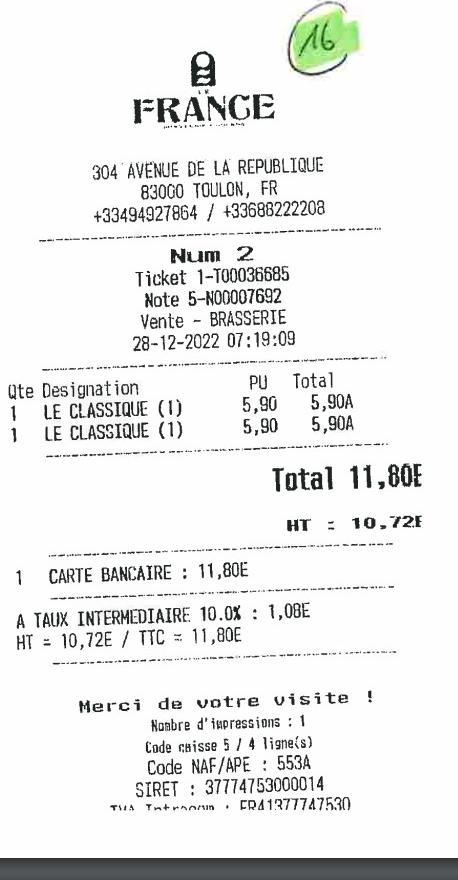 16
LE
FRANCE
304 AVENUE DE LA REPUBLIQUE
83000 TOULON, FR
+33494927864 / +33688222208
Num 2
Ticket 1-T00036685
Note 5-N00007692
Vente - BRASSERIE
28-12-2022 07:19:09
Qte Designation PU Total
1 LE CLASSIQUE (1) 5,90 5,90A
1 LE CLASSIQUE (1) 5,90 5,90A
Total 11,80E
HT = 10,72E
1 CARTE BANCAIRE : 11,80E
A TAUX INTERMEDIAIRE 10.0% : 1,08E
HT = 10,72E / TTC = 11,80E
Merci de votre visite !
Nombre d'impressions : 1
Code caisse 5 / 4 ligne(s)
Code NAF/APE : 553A
SIRET : 37774753000014
TVA Intracom : FR41377747530